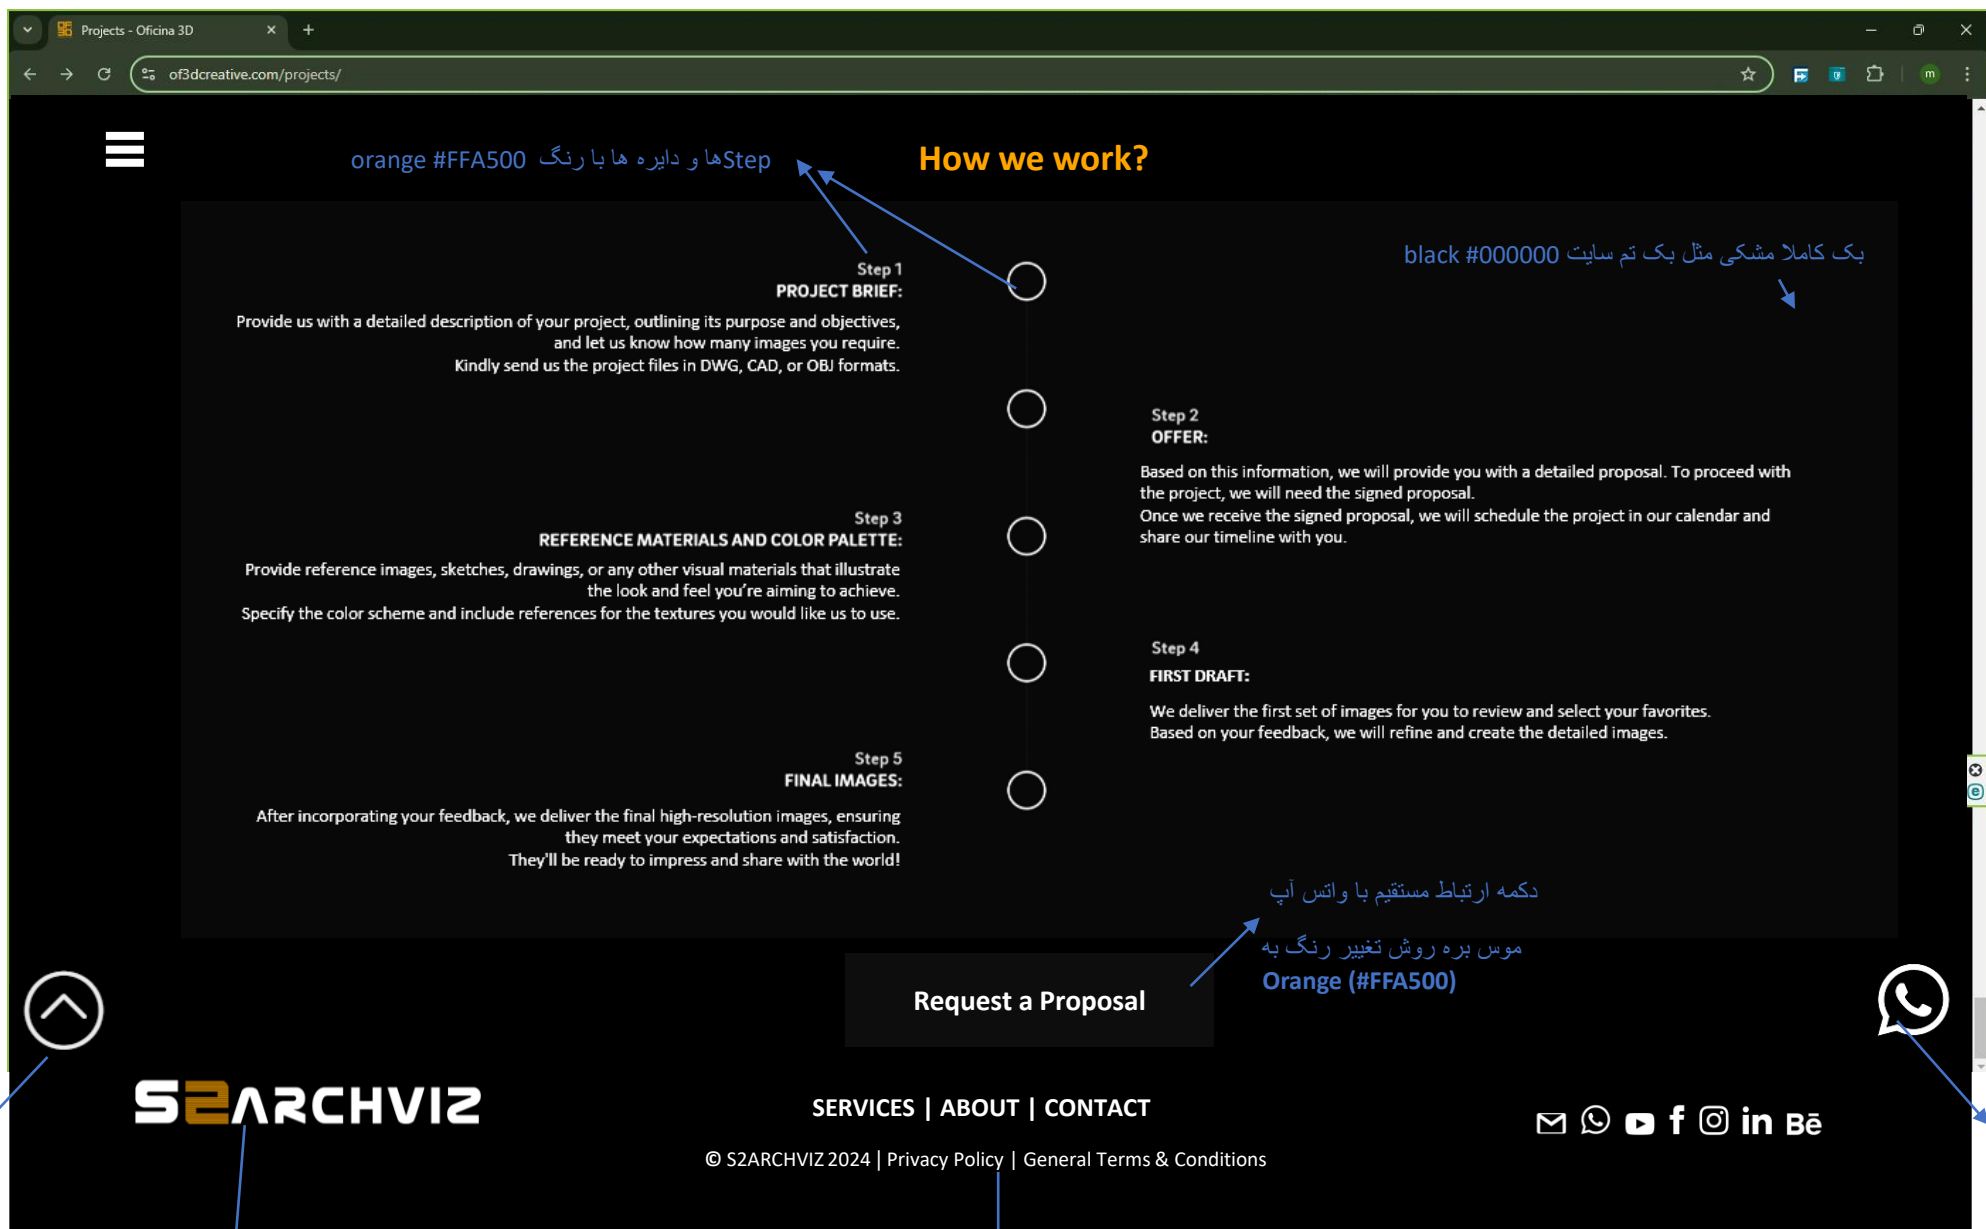 Projects - Oficina 3D
of3dcreative.com/projects/
m
How we work?
Stepها و دایره ها با رنگ orange #FFA500
بک کاملا مشکی مثل بک تم سایت black #000000
Step 1
PROJECT BRIEF:
Provide us with a detailed description of your project, outlining its purpose and objectives,
and let us know how many images you require.
Kindly send us the project files in DWG, CAD, or OBJ formats.
Step 2
OFFER:
Based on this information, we will provide you with a detailed proposal. To proceed with
the project, we will need the signed proposal.
Once we receive the signed proposal, we will schedule the project in our calendar and
share our timeline with you.
Step 3
REFERENCE MATERIALS AND COLOR PALETTE:
Provide reference images, sketches, drawings, or any other visual materials that illustrate
the look and feel you’re aiming to achieve.
Specify the color scheme and include references for the textures you would like us to use.
Step 4
FIRST DRAFT:
We deliver the first set of images for you to review and select your favorites.
Based on your feedback, we will refine and create the detailed images.
Step 5
FINAL IMAGES:
After incorporating your feedback, we deliver the final high-resolution images, ensuring
they meet your expectations and satisfaction.
They'll be ready to impress and share with the world!
دکمه ارتباط مستقیم با واتس آپ
موس بره روش تغییر رنگ به
Orange (#FFA500)
Request a Proposal
S2ARCHVIZ
SERVICES | ABOUT | CONTACT
© S2ARCHVIZ 2024 | Privacy Policy | General Terms & Conditions
f in Bē